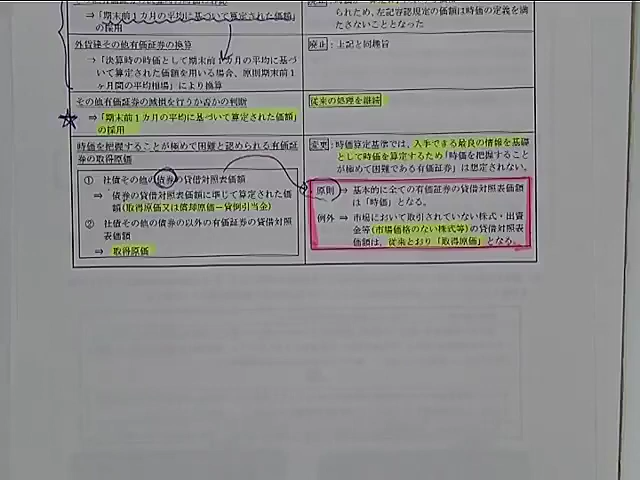 ⇒「期末前1カ月の平均に基づいて算定された価額」
の採用
外貨建その他有価証券の換算
⇒「決算時の時価として期末前1カ月の平均に基づ
いて算定された価額を用いる場合、原則期末前1
ヶ月間の平均相場」により換算
その他有価証券の減損を行うか否かの判断
⇒「期末前1カ月の平均に基づいて算定された価額」
の採用
時価を把握することが極めて困難と認められる有価証
券の取得原価
① 社債その他の債券の貸借対照表価額
⇒ 債券の貸借対照表価額に準じて算定された価
額(取得原価又は償却原価－貸倒引当金)
② 社債その他の債券の以外の有価証券の貸借対照
表価額
⇒ 取得原価
られため、左記容認規定の価額は時価の定義を満
たさないこととなった
廃止：上記と同趣旨
従来の処理を継続
変更：時価算定基準では、入手できる最良の情報を基礎
として時価を算定するため「時価を把握すること
が極めて困難である有価証券」は想定されない。
原則 ⇒ 基本的に全ての有価証券の貸借対照表価額
は「時価」となる。
例外 ⇒ 市場において取引されていない株式・出資
金等(市場価格のない株式等)の貸借対照表
価額は、従来とおり「取得原価」となる。